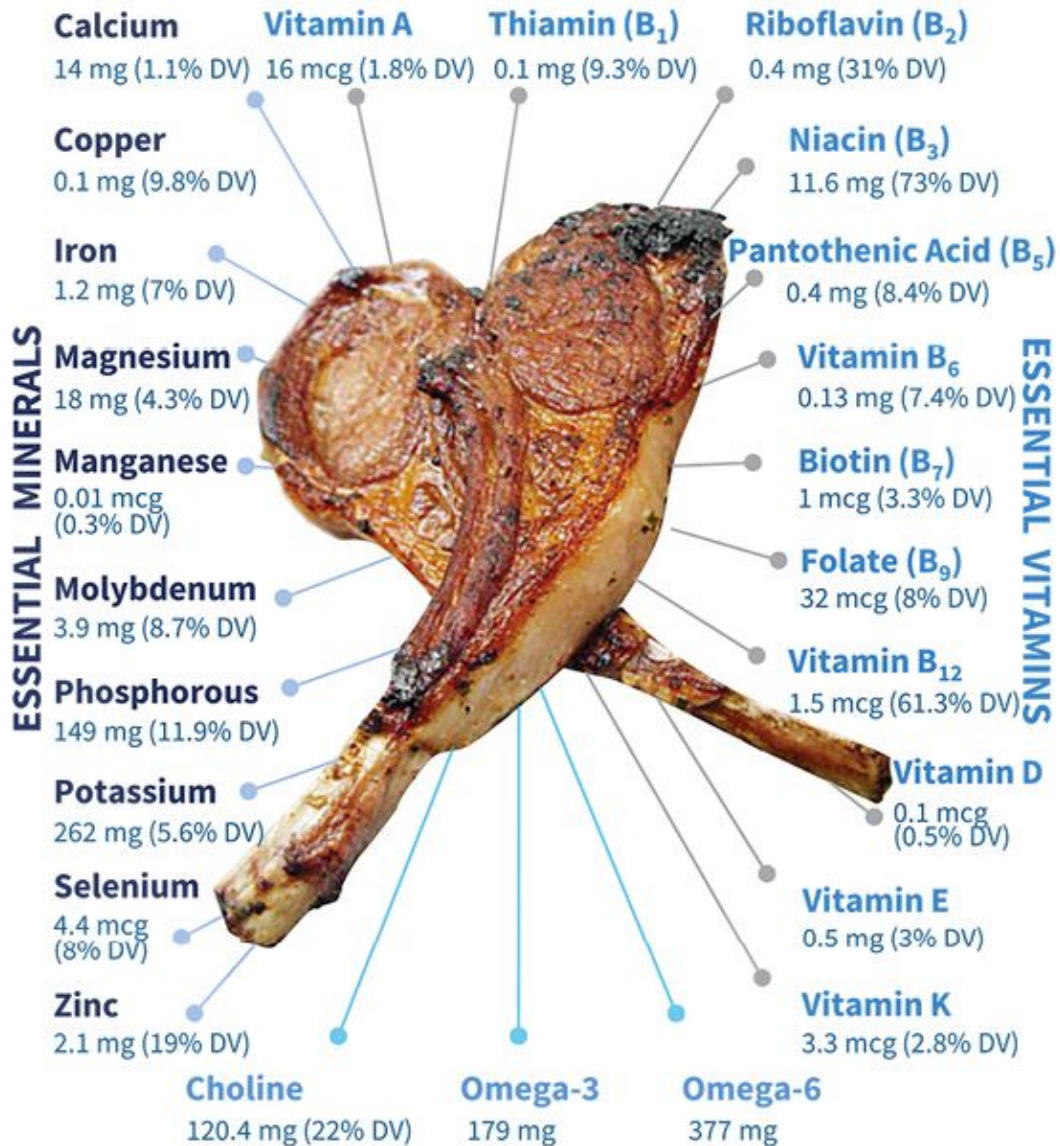 Calcium
14 mg (1.1% DV)
Vitamin A
16 mcg (1.8% DV)
Thiamin (B₁)
0.1 mg (9.3% DV)
Riboflavin (B₂)
0.4 mg (31% DV)
Copper
0.1 mg (9.8% DV)
Iron
1.2 mg (7% DV)
Magnesium
18 mg (4.3% DV)
Manganese
0.01 mcg
(0.3% DV)
Molybdenum
3.9 mg (8.7% DV)
Phosphorous
149 mg (11.9% DV)
Potassium
262 mg (5.6% DV)
Selenium
4.4 mcg
(8% DV)
Zinc
2.1 mg (19% DV)
ESSENTIAL MINERALS
Niacin (B₃)
11.6 mg (73% DV)
Pantothenic Acid (B₅)
0.4 mg (8.4% DV)
Vitamin B₆
0.13 mg (7.4% DV)
Biotin (B₇)
1 mcg (3.3% DV)
Folate (B₉)
32 mcg (8% DV)
Vitamin B₁₂
1.5 mcg (61.3% DV)
Vitamin D
0.1 mcg
(0.5% DV)
Vitamin E
0.5 mg (3% DV)
Vitamin K
3.3 mcg (2.8% DV)
ESSENTIAL VITAMINS
Choline
120.4 mg (22% DV)
Omega-3
179 mg
Omega-6
377 mg